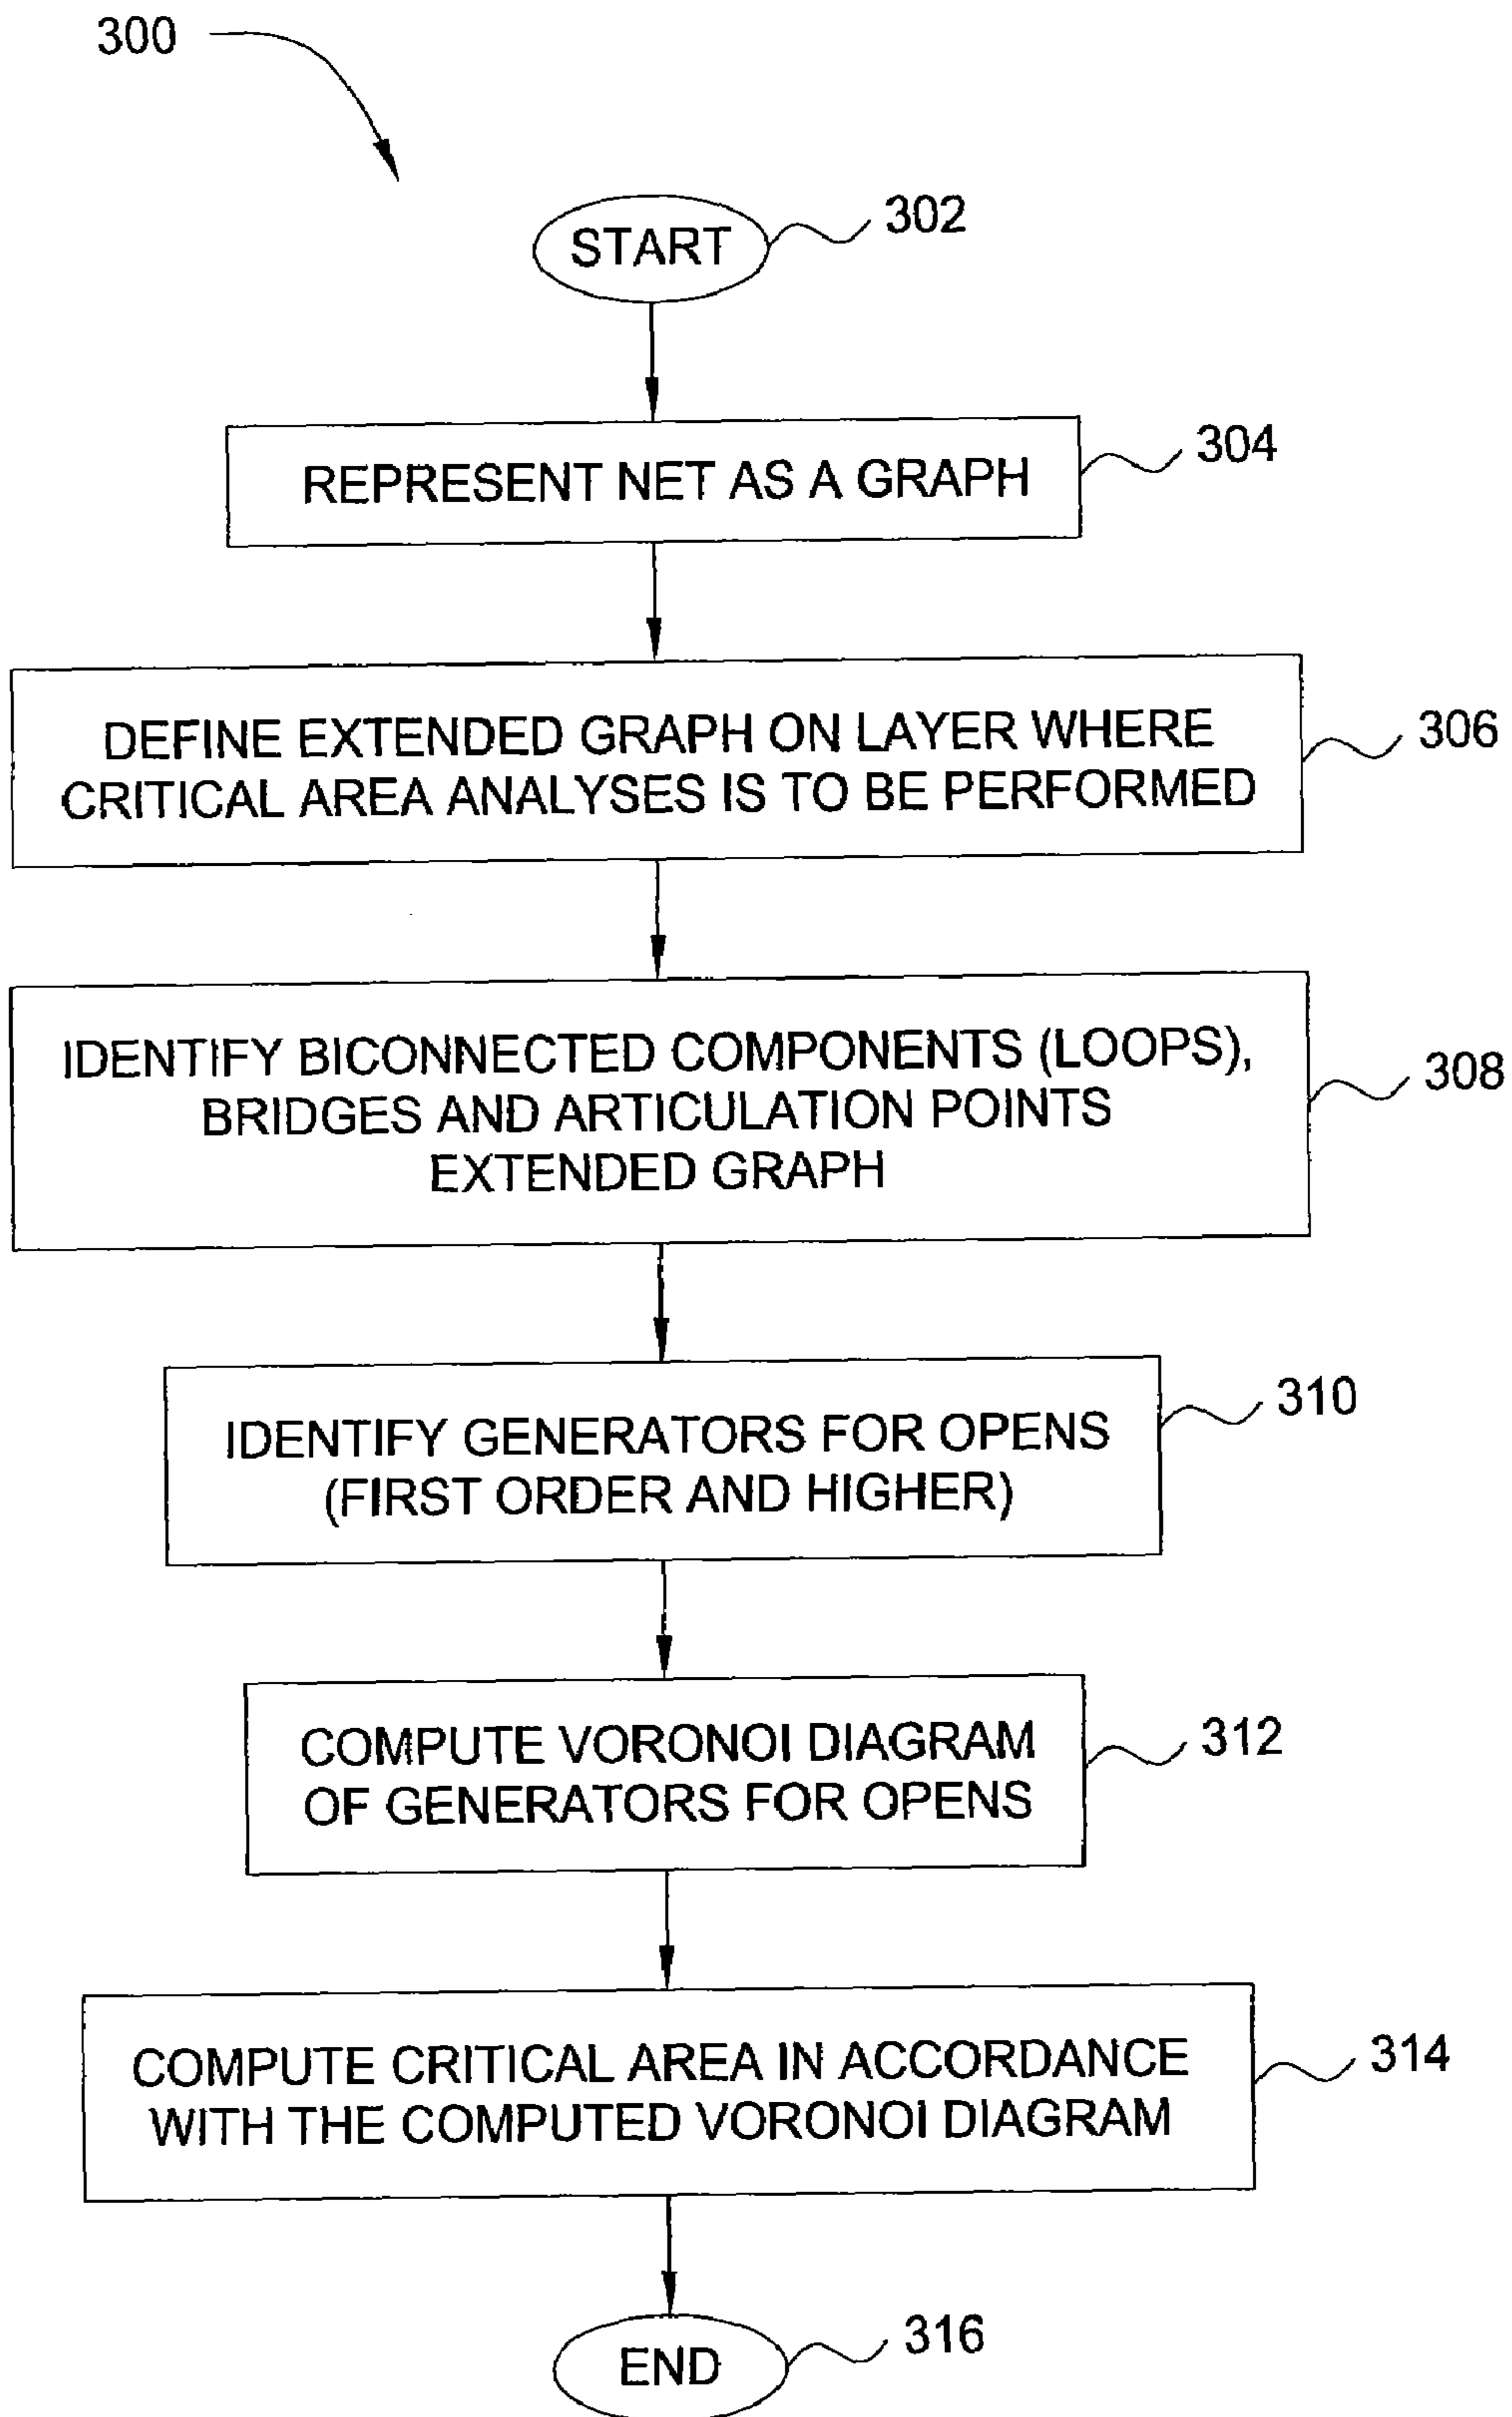 300
START
302
REPRESENT NET AS A GRAPH
304
DEFINE EXTENDED GRAPH ON LAYER WHERE
CRITICAL AREA ANALYSES IS TO BE PERFORMED
306
IDENTIFY BICONNECTED COMPONENTS (LOOPS),
BRIDGES AND ARTICULATION POINTS
EXTENDED GRAPH
308
IDENTIFY GENERATORS FOR OPENS
(FIRST ORDER AND HIGHER)
310
COMPUTE VORONOI DIAGRAM
OF GENERATORS FOR OPENS
312
COMPUTE CRITICAL AREA IN ACCORDANCE
WITH THE COMPUTED VORONOI DIAGRAM
314
END
316